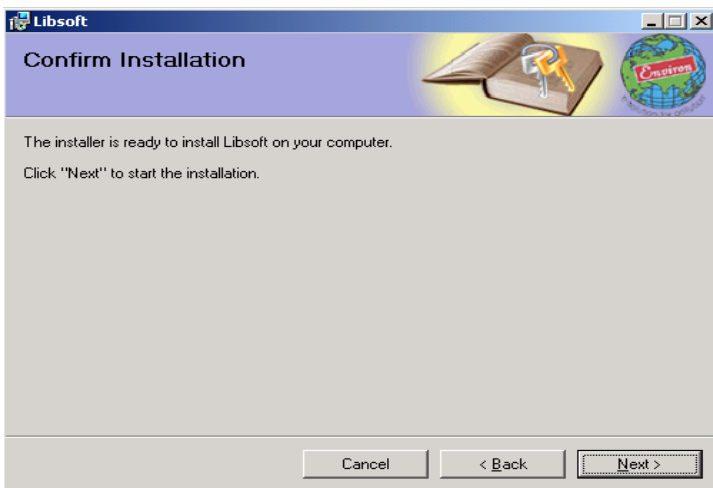 Libsoft
Confirm Installation
Environ
The installer is ready to install Libsoft on your computer.
Click "Next" to start the installation.
Cancel
< Back
Next >